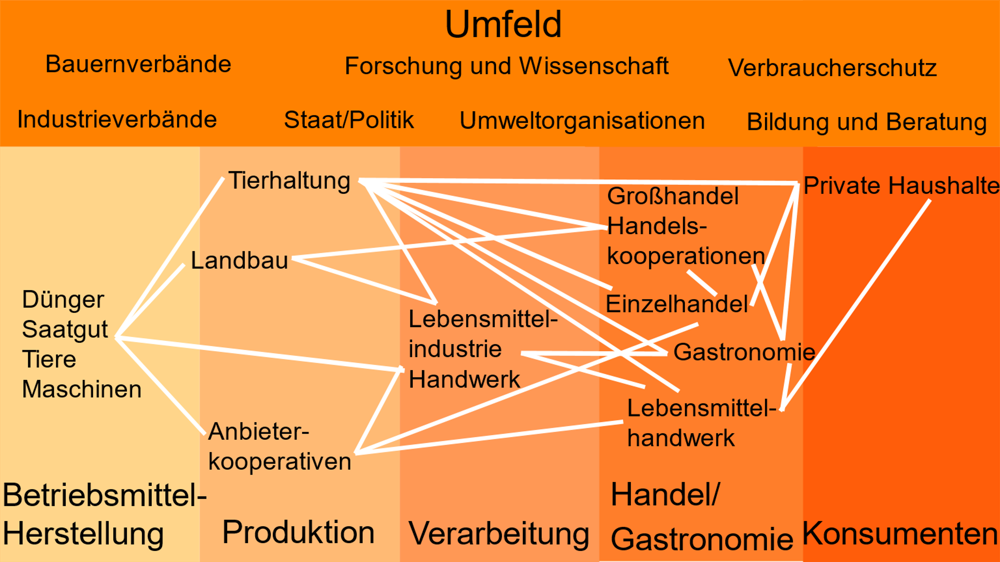 Umfeld
Bauernverbände
Forschung und Wissenschaft
Verbraucherschutz
Industrieverbände
Staat/Politik
Umweltorganisationen
Bildung und Beratung
Dünger
Saatgut
Tiere
Maschinen
Betriebsmittel-
Herstellung
Tierhaltung
Landbau
Anbieter-
kooperativen
Produktion
Lebensmittel-
industrie
Handwerk
Verarbeitung
Großhandel
Handels-
kooperationen
Einzelhandel
Gastronomie
Lebensmittel-
handwerk
Handel/
Gastronomie
Private Haushalte
Konsumenten